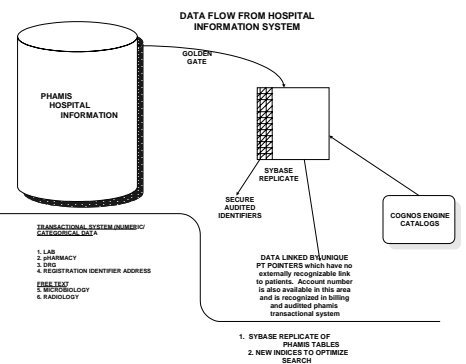 DATA FLOW FROM HOSPITAL
INFORMATION SYSTEM
GOLDEN
GATE
PHAMIS
HOSPITAL
INFORMATION
SYBASE
REPLICATE
SECURE
AUDITED
IDENTIFIERS
COGNOS ENGINE
CATALOGS
TRANSACTIONAL SYSTEM (NUMERIC/
CATEGORICAL DATA
1. LAB
2. pHARMACY
3. DRG
4. REGISTRATION IDENTIFIER ADDRESS
FREE TEXT
5. MICROBIOLOGY
6. RADIOLOGY
DATA LINKED BY UNIQUE
PT POINTERS which have no
externally recognizable link
to patients. Account number
is also available in this area
and is recognized in billing
and auditted phamis
transactional system
1. SYBASE REPLICATE OF
PHAMIS TABLES
2. NEW INDICES TO OPTIMIZE
SEARCH